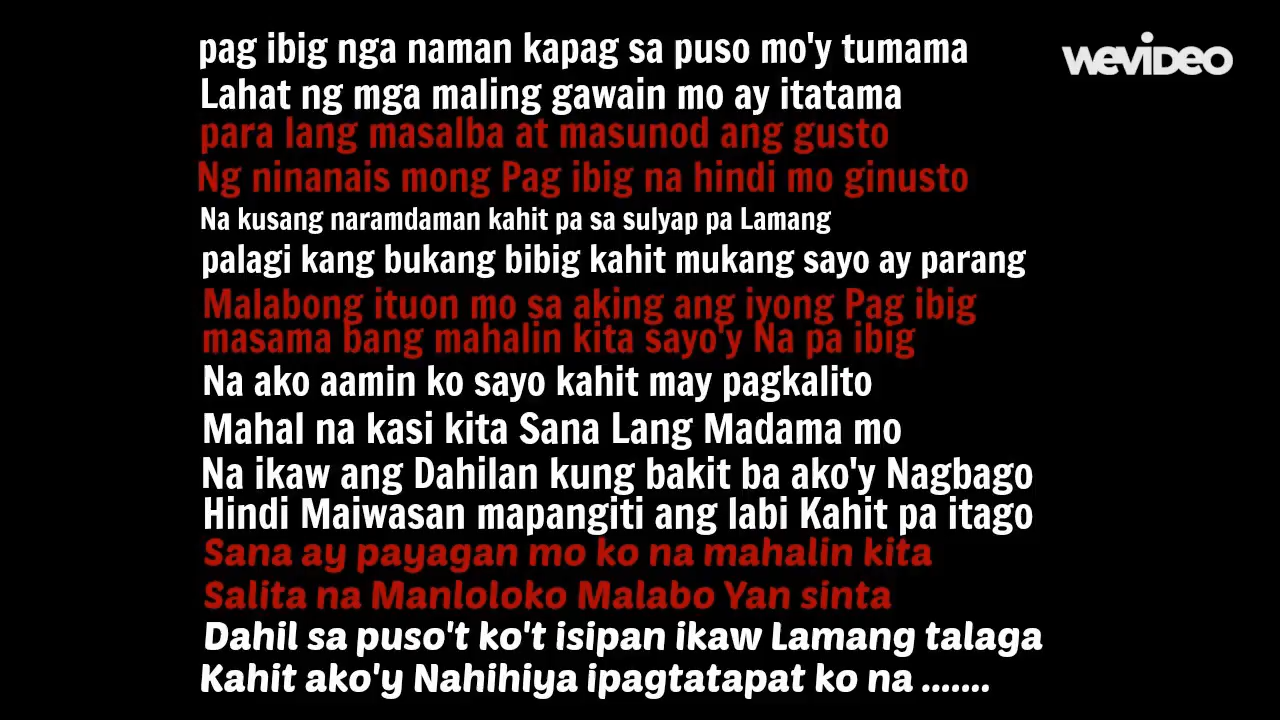 pag ibig nga naman kapag sa puso mo'y tumama
WEVIDEO
Lahat ng mga maling gawain mo ay itatama
para lang masalba at masunod ang gusto
Ng ninanais mong Pag ibig na hindi mo ginusto
Na kusang naramdaman kahit pa sa sulyap pa Lamang
palagi kang bukang bibig kahit mukang sayo ay parang
Malabong ituon mo sa aking ang iyong Pag ibig
masama bang mahalin kita sayo'y Na pa ibig
Na ako aamin ko sayo kahit may pagkalito
Mahal na kasi kita Sana Lang Madama mo
Na ikaw ang Dahilan kung bakit ba ako'y Nagbago
Hindi Maiwasan mapangiti ang labi Kahit pa itago
Sana ay payagan mo ko na mahalin kita
Salita na Manloloko Malabo Yan sinta
Dahil sa puso't ko't isipan ikaw Lamang talaga
Kahit ako'y Nahihiya ipagtatapat ko na .......